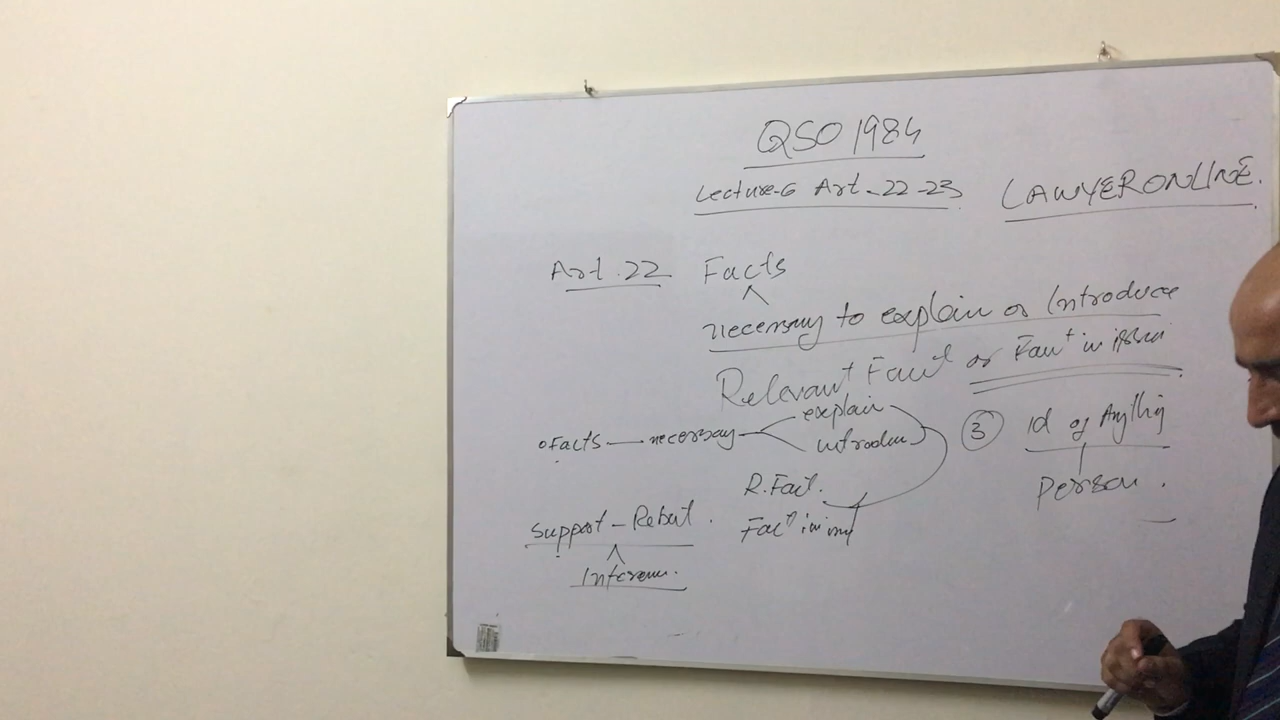 QSO 1984
Lecture-6 Art-22-23
LAWYERONLINE.
Art.22 Facts
necessary to explain or Introduce
Relevant Fact or Fact in issue
Facts — necessary
explain
introduce
R.Fact.
Fact in
Support - Rebut.
Inference.
3 Id of Anything
Person.